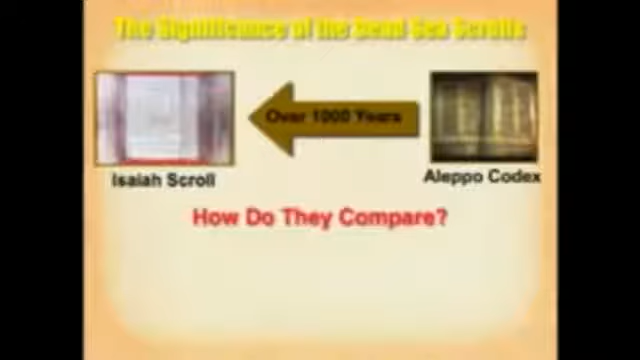 The Significance of the Dead Sea Scrolls
Over 1000 Years
Isaiah Scroll
Aleppo Codex
How Do They Compare?